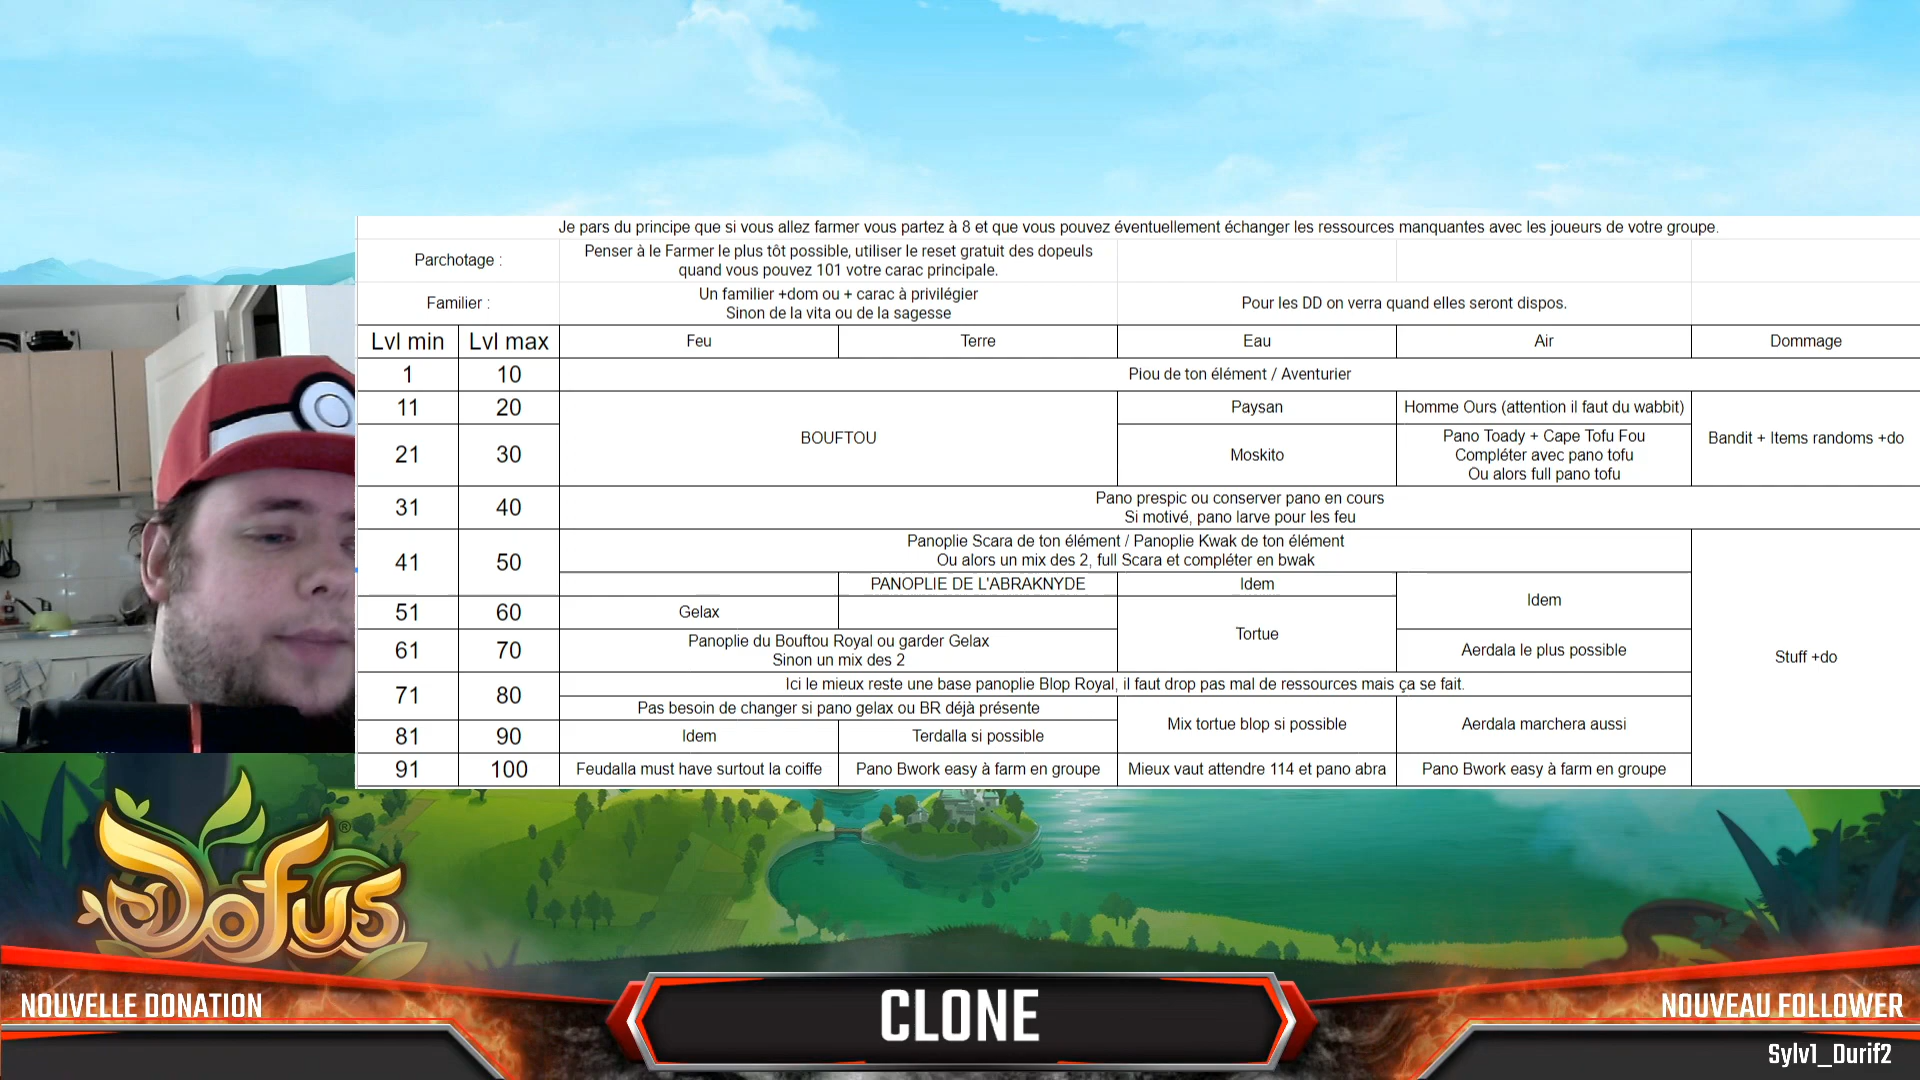 Je pars du principe que si vous allez farmer vous partez à 8 et que vous pouvez éventuellement échanger les ressources manquantes avec les joueurs de votre groupe.
Parchotage :
Penser à le Farmer le plus tôt possible, utiliser le reset gratuit des dopeuls
quand vous pouvez 101 votre carac principale.
Familier :
Un familier +dom ou + carac à privilégier
Sinon de la vita ou de la sagesse
Pour les DD on verra quand elles seront dispos.
Lvl min
Lvl max
Feu
Terre
Eau
Air
Dommage
1
10
Piou de ton élément / Aventurier
11
20
BOUFTOU
Paysan
Homme Ours (attention il faut du wabbit)
Bandit + Items randoms +do
21
30
Moskito
Pano Toady + Cape Tofu Fou
Compléter avec pano tofu
Ou alors full pano tofu
31
40
Pano prespic ou conserver pano en cours
Si motivé, pano larve pour les feu
41
50
Panoplie Scara de ton élément / Panoplie Kwak de ton élément
Ou alors un mix des 2, full Scara et compléter en bwak
PANOPLIE DE L'ABRAKNYDE
Idem
Idem
51
60
Gelax
Tortue
61
70
Panoplie du Bouftou Royal ou garder Gelax
Sinon un mix des 2
Aerdala le plus possible
Stuff +do
71
80
Ici le mieux reste une base panoplie Blop Royal, il faut drop pas mal de ressources mais ça se fait.
Pas besoin de changer si pano gelax ou BR déjà présente
Mix tortue blop si possible
Aerdala marchera aussi
81
90
Idem
Terdalla si possible
91
100
Feudalla must have surtout la coiffe
Pano Bwork easy à farm en groupe
Mieux vaut attendre 114 et pano abra
Pano Bwork easy à farm en groupe
DOFUS
®
NOUVELLE DONATION
CLONE
NOUVEAU FOLLOWER
Sylv1_Durif2